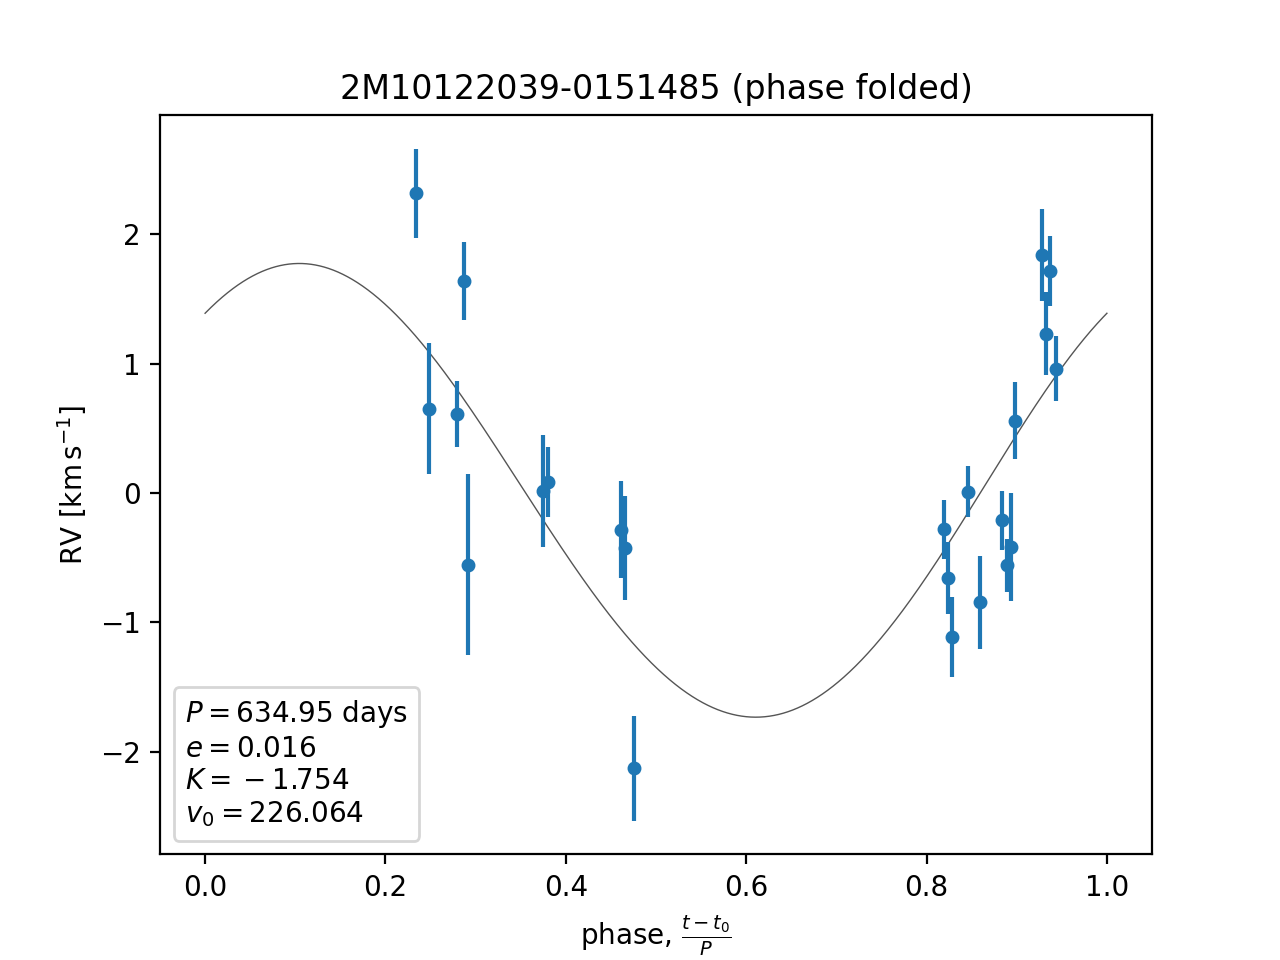 2M10122039-0151485 (phase folded)
RV [km s⁻¹]
2
1
0
−1
−2
P = 634.95 days
e = 0.016
K = −1.754
v₀ = 226.064
0.0 0.2 0.4 0.6 0.8 1.0
phase, (t − t₀)/P